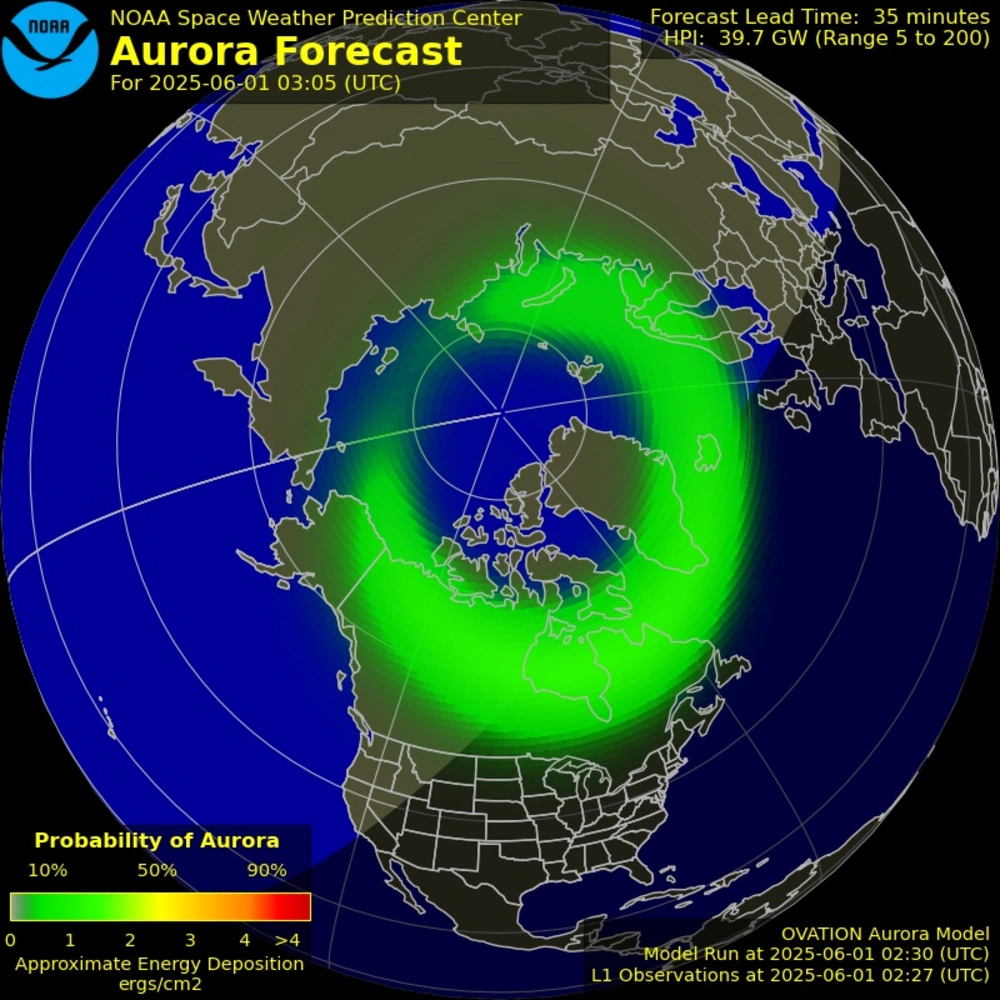 NOAA
NOAA Space Weather Prediction Center
Aurora Forecast
For 2025-06-01 03:05 (UTC)
Forecast Lead Time: 35 minutes
HPI: 39.7 GW (Range 5 to 200)
Probability of Aurora
10% 50% 90%
0 1 2 3 4 >4
Approximate Energy Deposition
ergs/cm2
OVATION Aurora Model
Model Run at 2025-06-01 02:30 (UTC)
L1 Observations at 2025-06-01 02:27 (UTC)